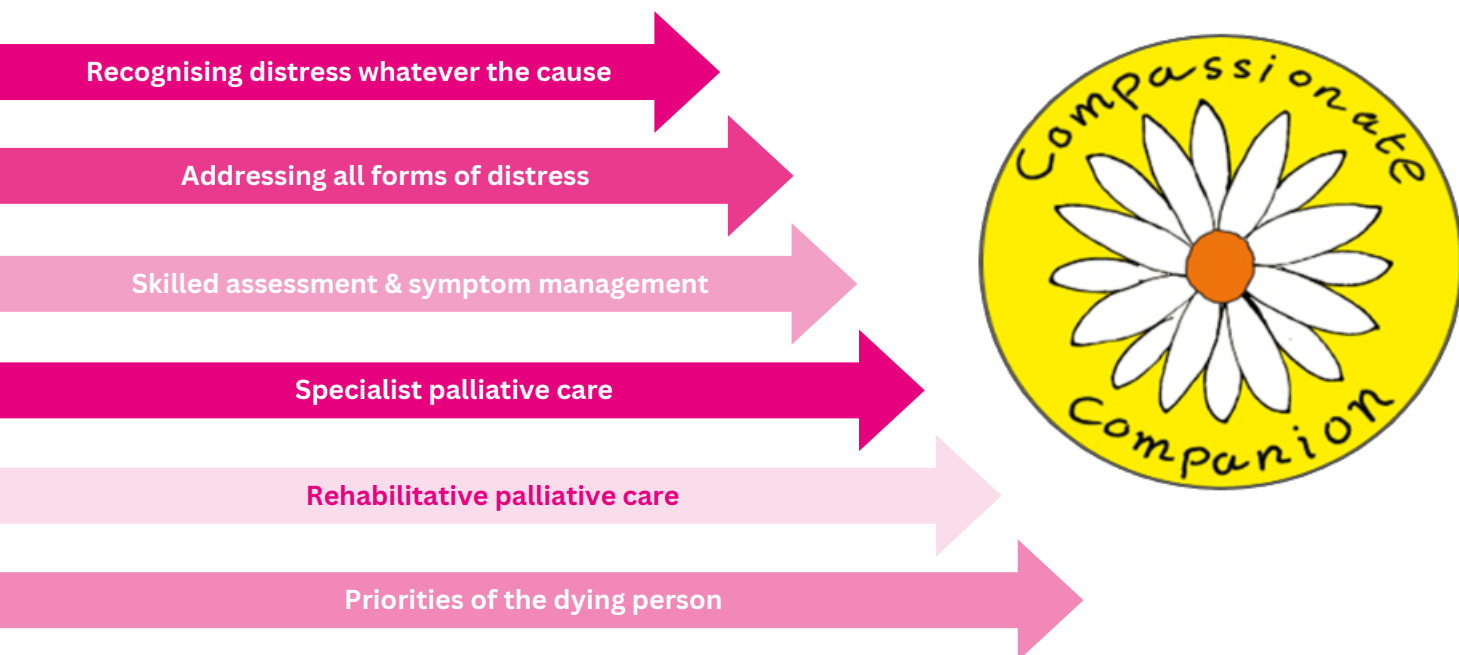 Recognising distress whatever the cause
Addressing all forms of distress
Skilled assessment & symptom management
Specialist palliative care
Rehabilitative palliative care
Priorities of the dying person
Compassionate
Companion